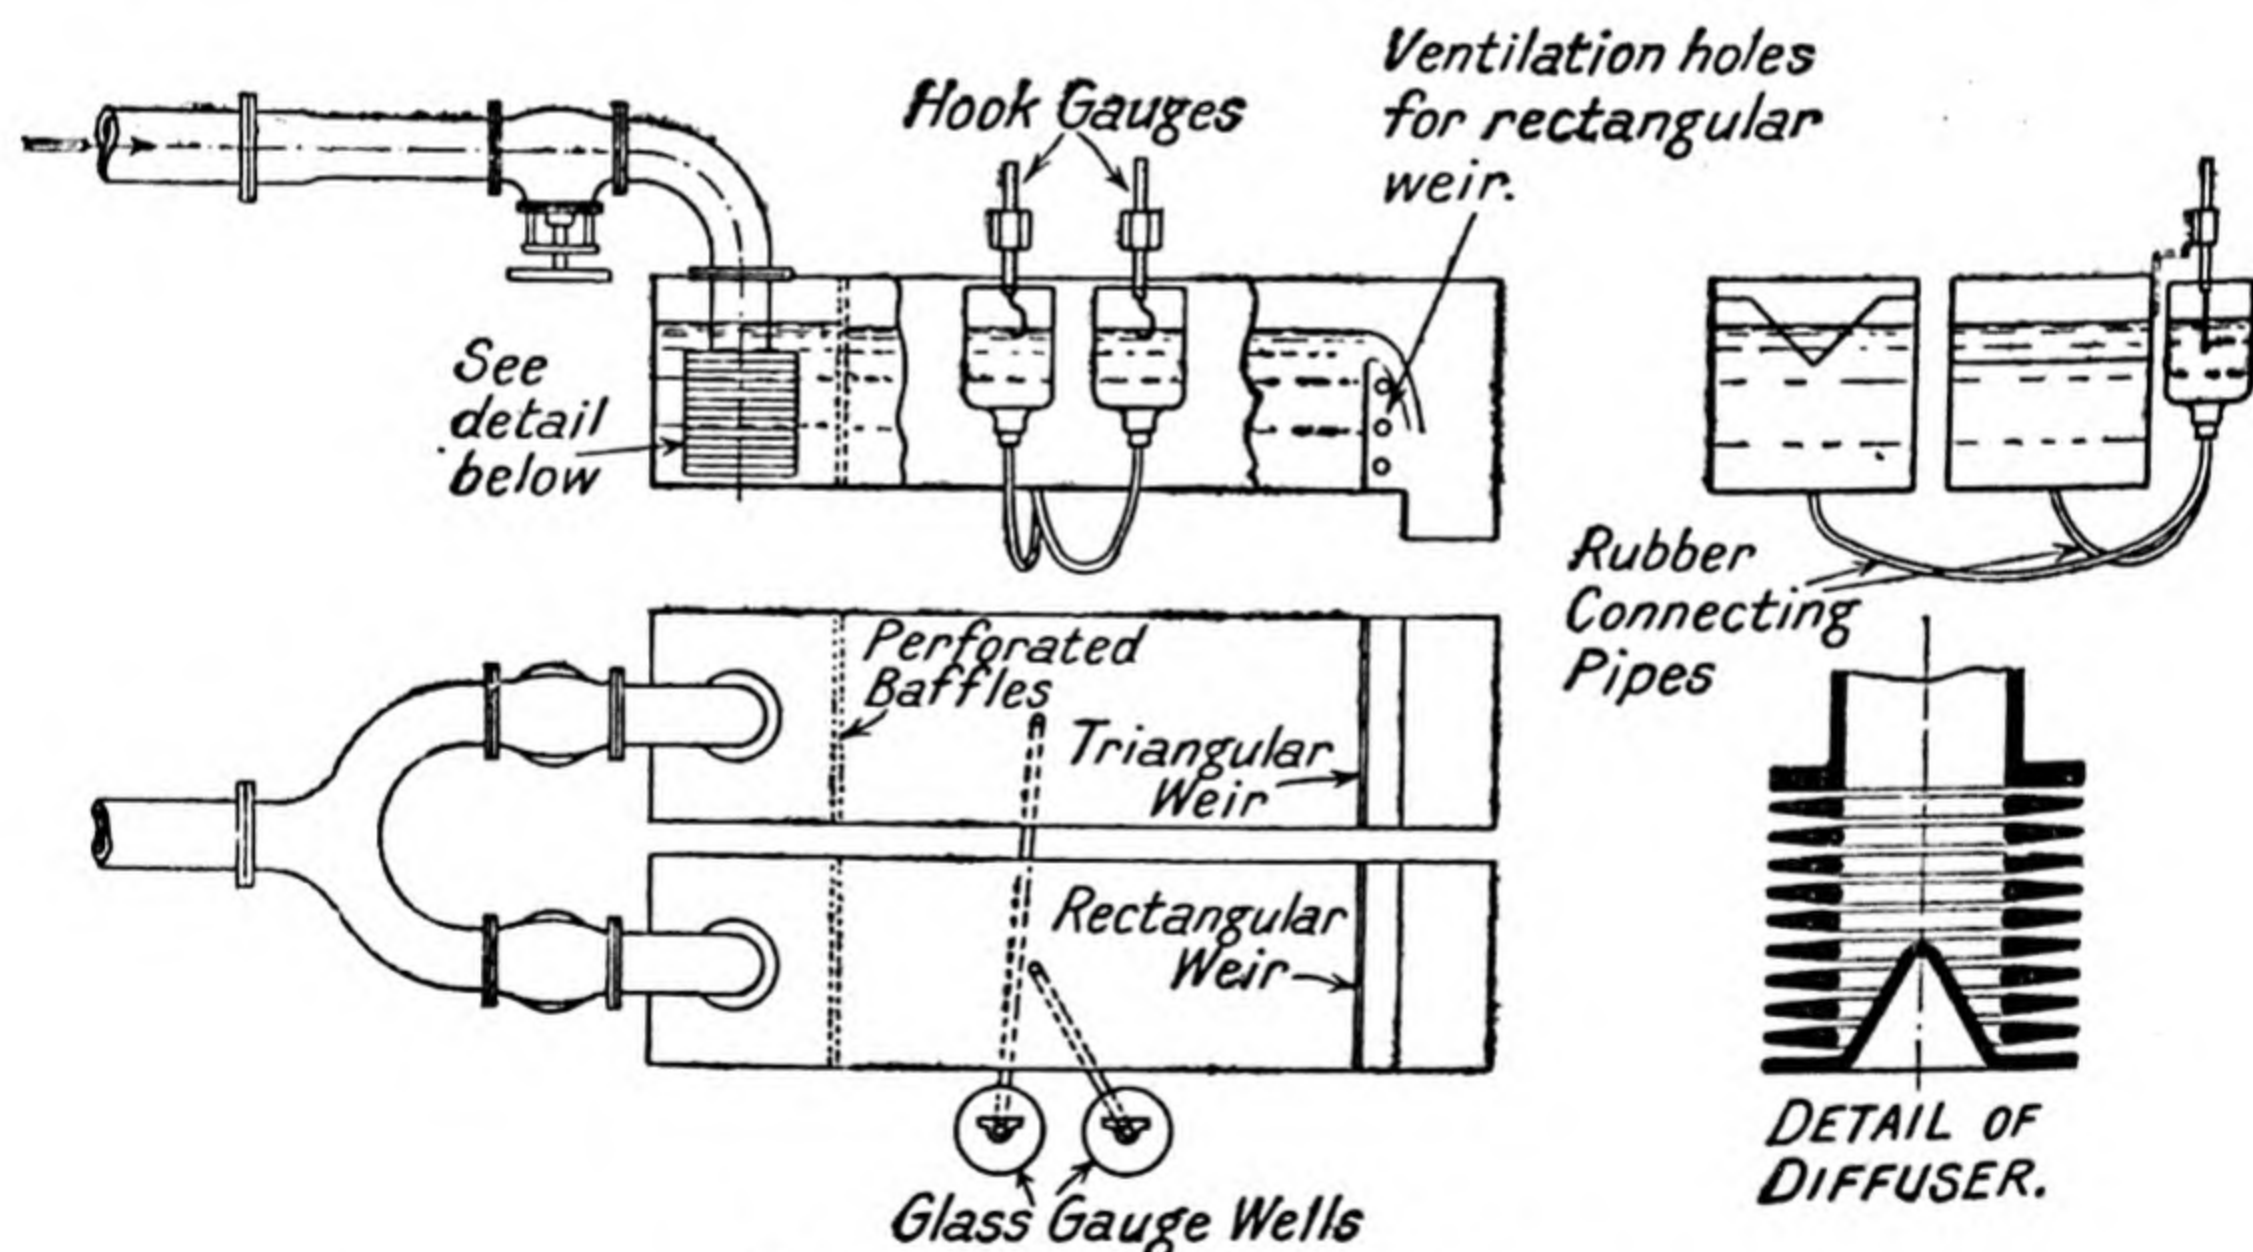 Hook Gauges
Ventilation holes
for rectangular
weir.
See
detail
below
Rubber
Connecting
Pipes
Perforated
Baffles
Triangular
Weir
Rectangular
Weir
Glass Gauge Wells
DETAIL OF
DIFFUSER.